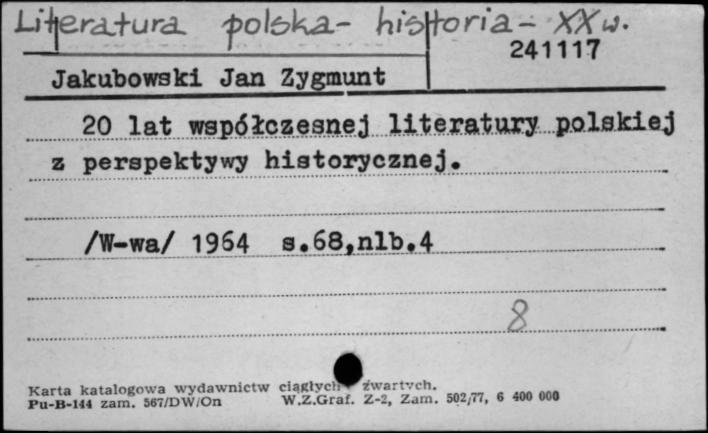 Literatura polska - historia - XX w.
241117
Jakubowski Jan Zygmunt
20 lat współczesnej literatury polskiej
z perspektywy historycznej.
/W-wa/ 1964 s.68,nlb.4
8
Karta katalogowa wydawnictw ciągłych zwartych.
Pu-B-144 zam. 567/DW/On W.Z.Graf. Z-2, Zam. 502/77, 6 400 000